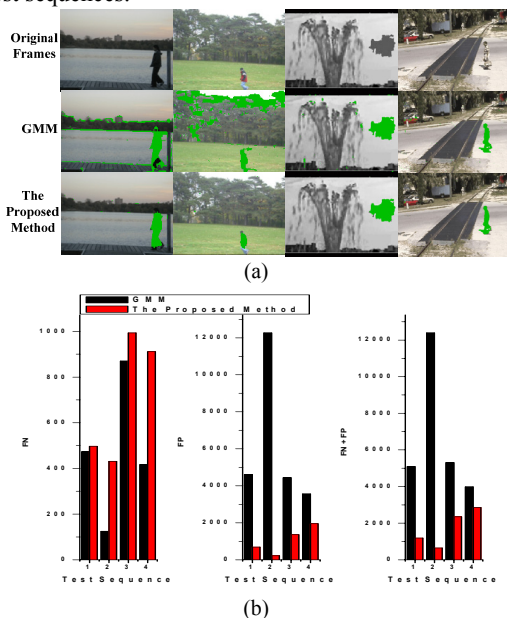 sequences.
Original
Frames
GMM
The
Proposed
Method
(a)
GMM
The Proposed Method
FN
1000
800
600
400
200
0
1 2 3 4
Test Sequence
FP
12000
10000
8000
6000
4000
2000
0
1 2 3 4
Test Sequence
FN + FP
12000
10000
8000
6000
4000
2000
0
1 2 3 4
Test Sequence
(b)